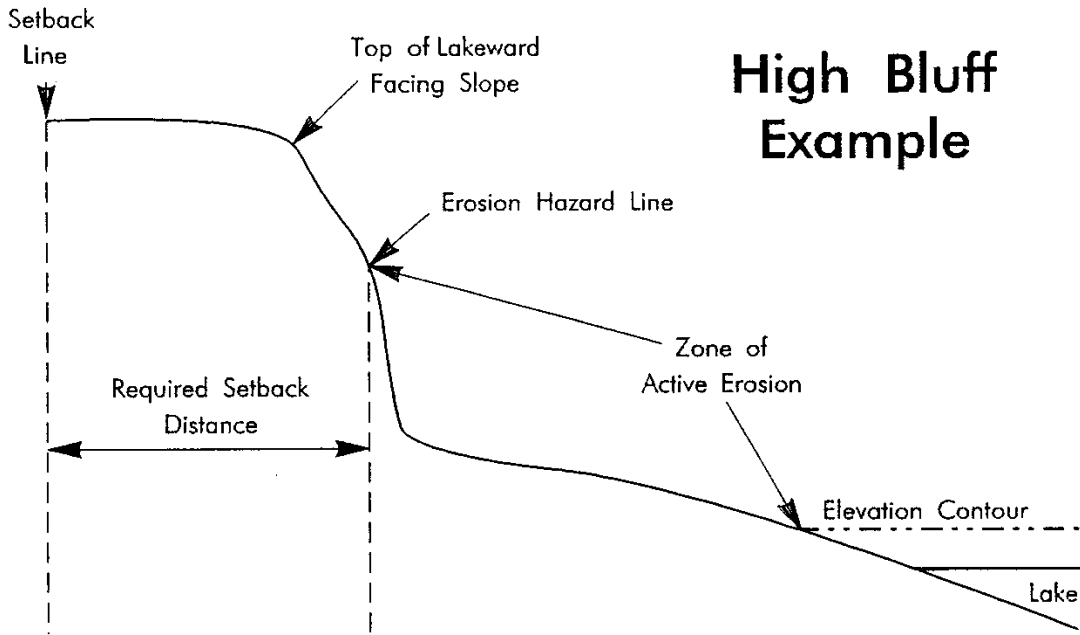 Setback
Line
Top of Lakeward
Facing Slope
High Bluff
Example
Erosion Hazard Line
Zone of
Active Erosion
Required Setback
Distance
Elevation Contour
Lake